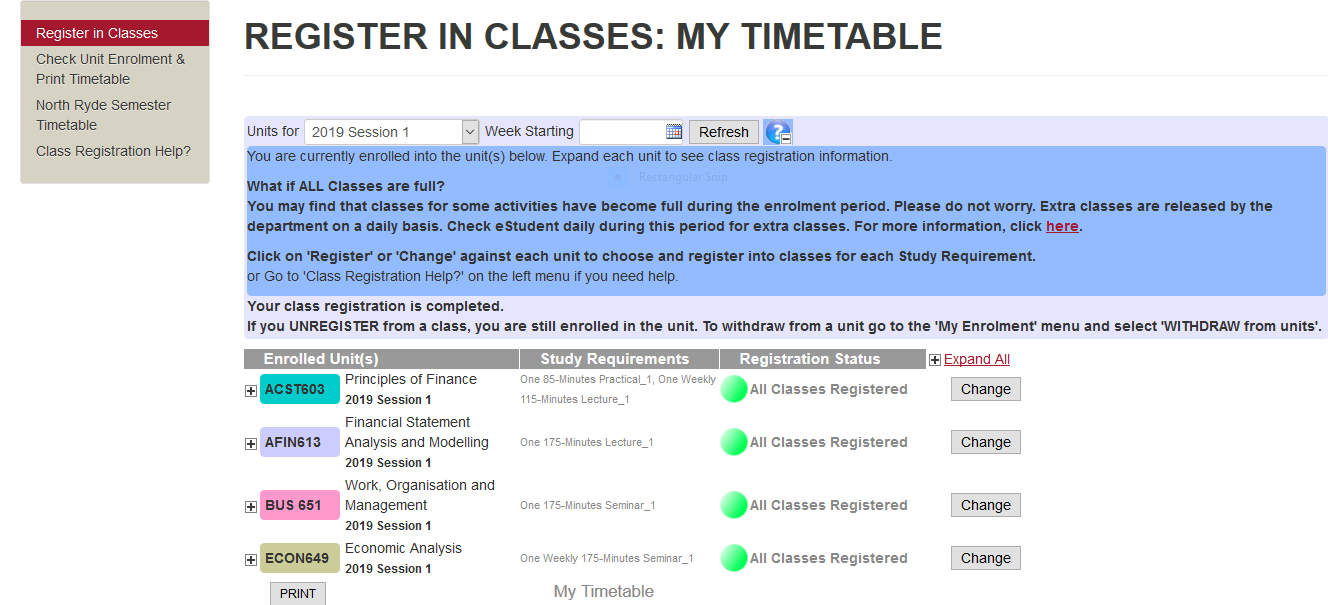 Register in Classes
Check Unit Enrolment &
Print Timetable
North Ryde Semester
Timetable
Class Registration Help?
REGISTER IN CLASSES: MY TIMETABLE
Units for 2019 Session 1 Week Starting Refresh ?
You are currently enrolled into the unit(s) below. Expand each unit to see class registration information.
Rectangular Snip
What if ALL Classes are full?
You may find that classes for some activities have become full during the enrolment period. Please do not worry. Extra classes are released by the
department on a daily basis. Check eStudent daily during this period for extra classes. For more information, click here.
Click on 'Register' or 'Change' against each unit to choose and register into classes for each Study Requirement.
or Go to 'Class Registration Help?' on the left menu if you need help.
Your class registration is completed.
If you UNREGISTER from a class, you are still enrolled in the unit. To withdraw from a unit go to the 'My Enrolment' menu and select 'WITHDRAW from units'.
Enrolled Unit(s) Study Requirements Registration Status Expand All
ACST603 Principles of Finance
2019 Session 1
One 85-Minutes Practical_1, One Weekly
115-Minutes Lecture_1
All Classes Registered Change
AFIN613 Financial Statement
Analysis and Modelling
2019 Session 1
One 175-Minutes Lecture_1 All Classes Registered Change
BUS 651 Work, Organisation and
Management
2019 Session 1
One 175-Minutes Seminar_1 All Classes Registered Change
ECON649 Economic Analysis
2019 Session 1
One Weekly 175-Minutes Seminar_1 All Classes Registered Change
PRINT My Timetable